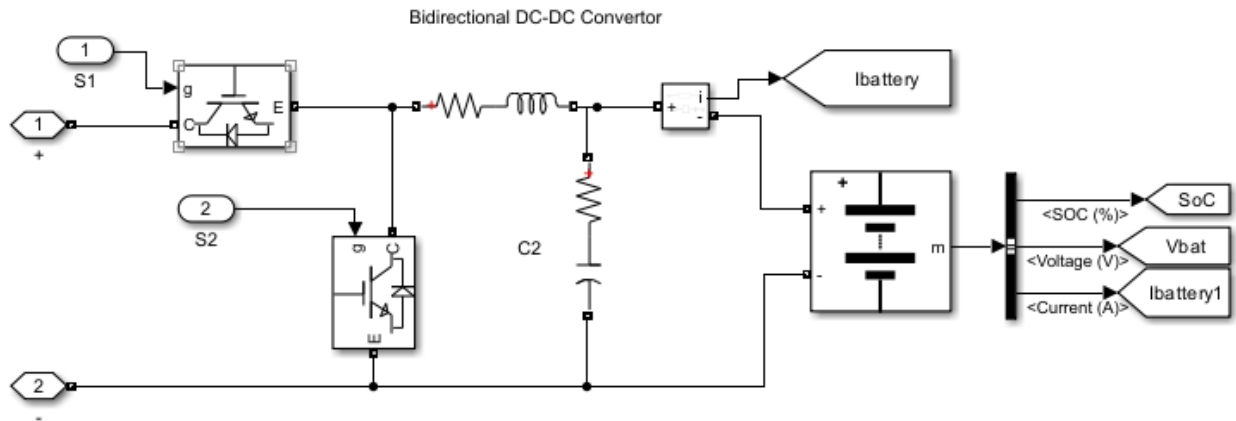 Bidirectional DC-DC Convertor
1
S1
g
C
E
1
+
2
S2
g
C
E
C2
+
i
+
-
Ibattery
+
+
-
m
<SOC (%)>
SoC
<Voltage (V)>
Vbat
<Current (A)>
Ibattery1
2
-